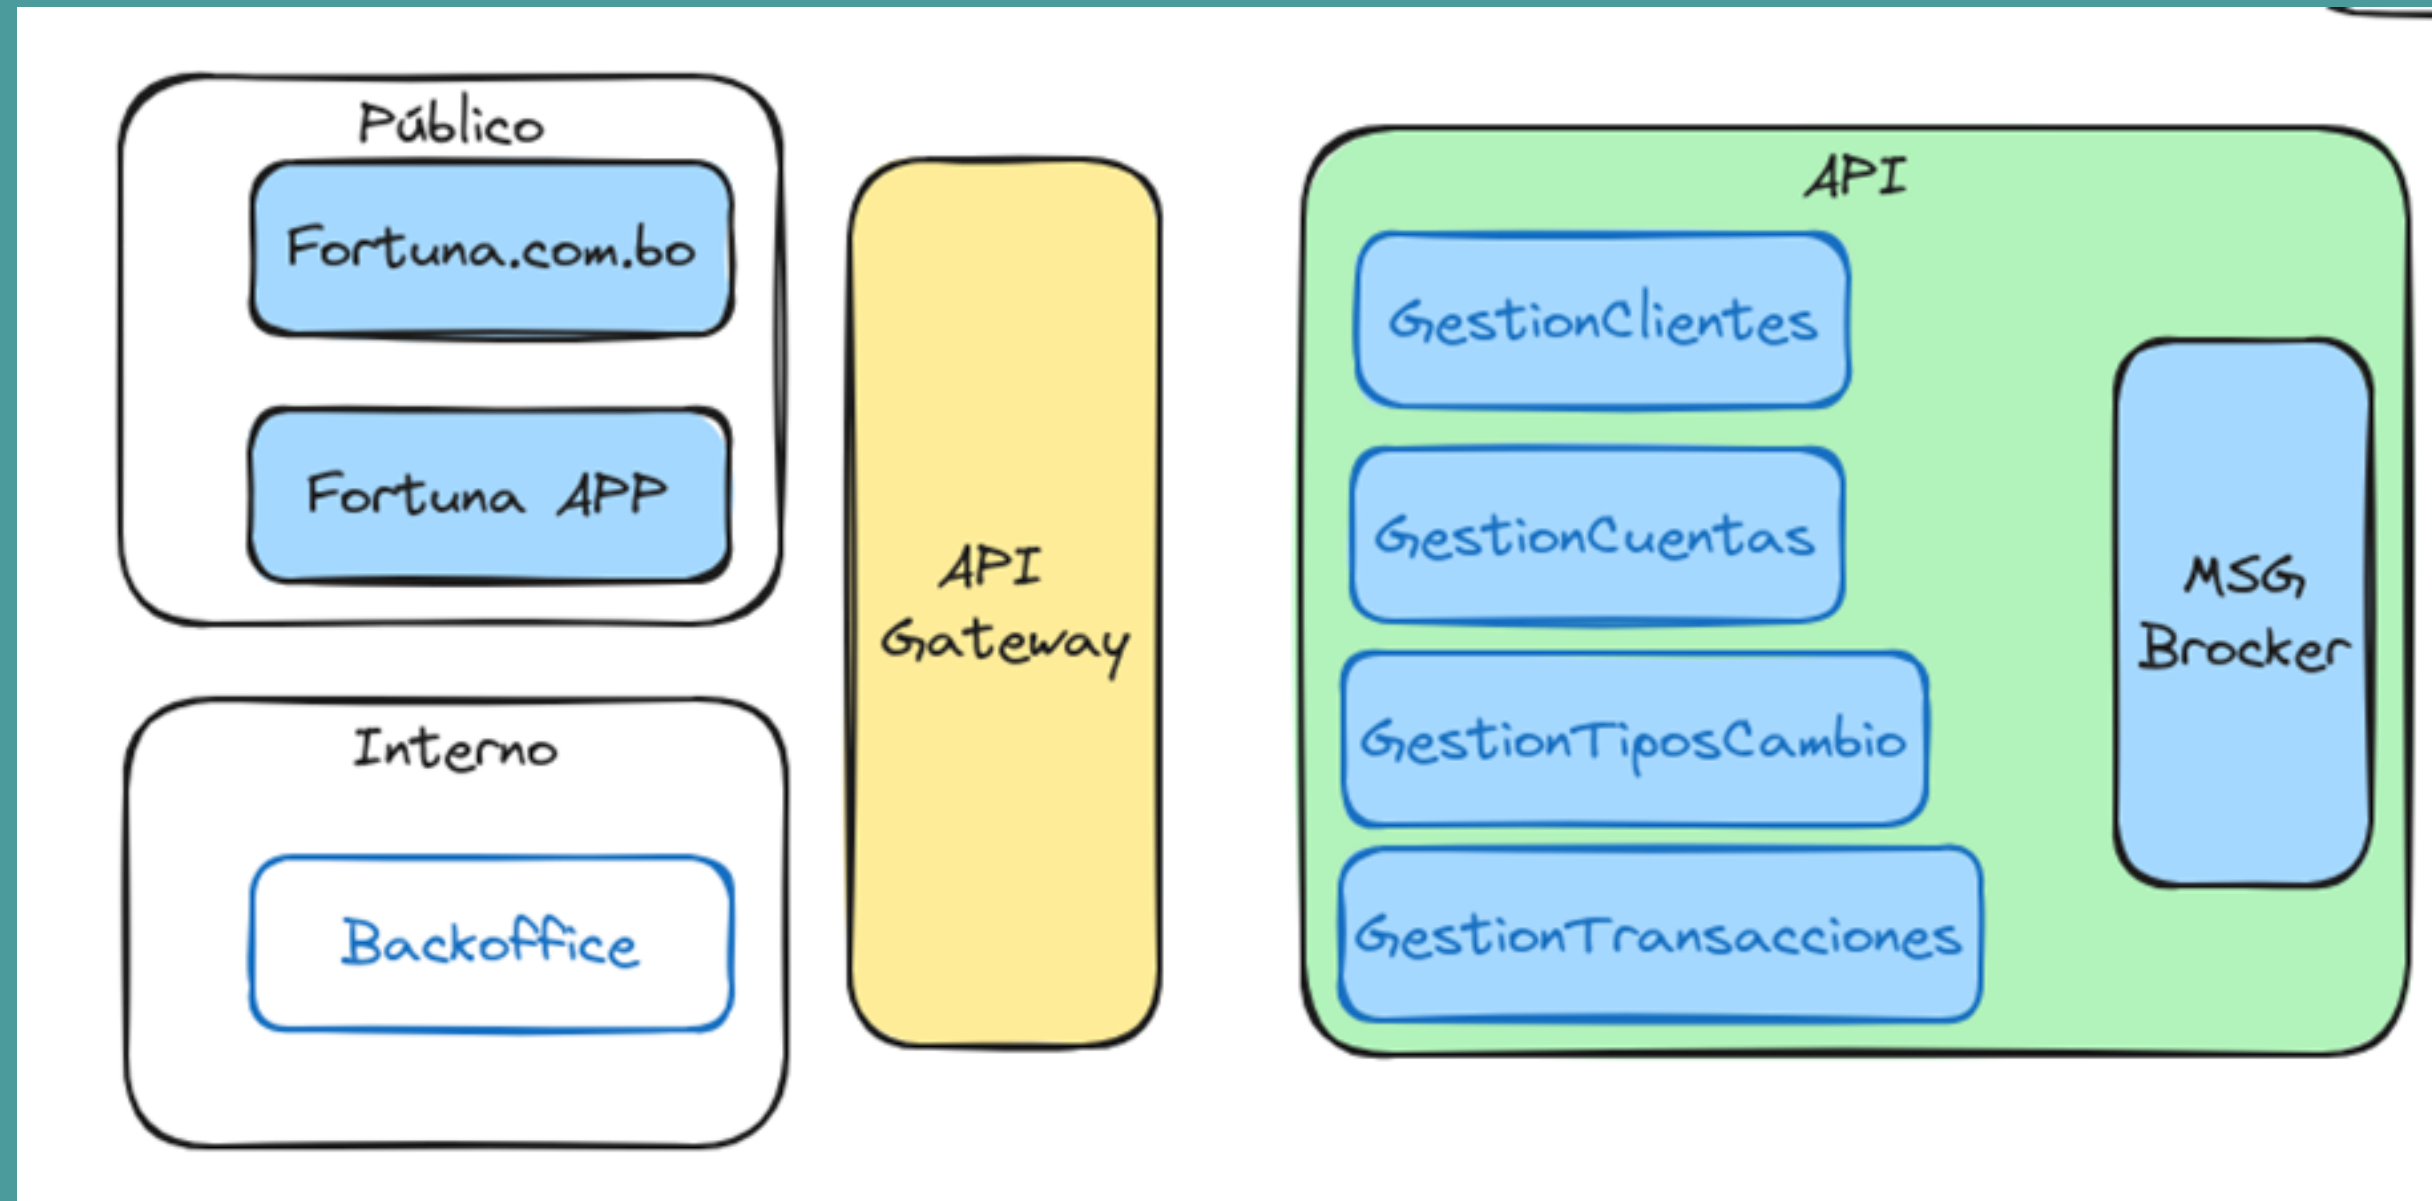 Público
Fortuna.com.bo
Fortuna APP
Interno
Backoffice
API
Gateway
API
GestionClientes
GestionCuentas
GestionTiposCambio
GestionTransacciones
MSG
Brocker